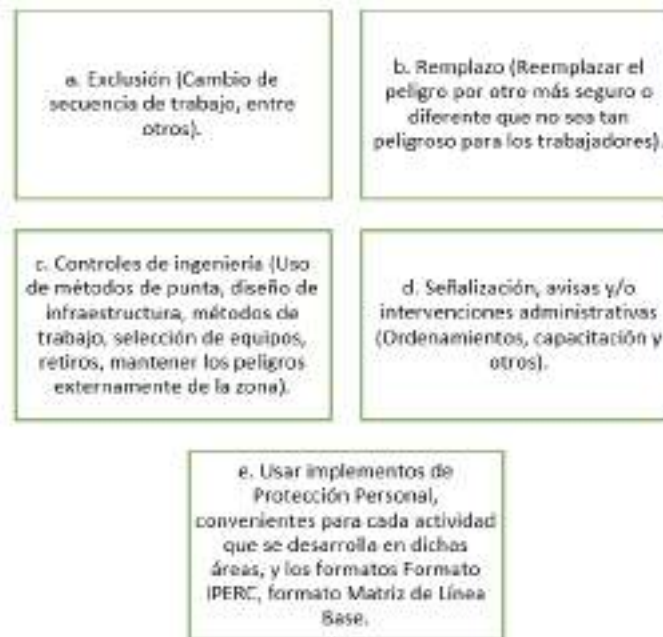 a. Exclusión (Cambio de
secuencia de trabajo, entre
otros).
b. Remplazo (Reemplazar el
peligro por otro más seguro o
diferente que no sea tan
peligroso para los trabajadores).
c. Controles de ingeniería (Uso
de métodos de punta, diseño de
infraestructura, métodos de
trabajo, selección de equipos,
retiros, mantener los peligros
externamente de la zona).
d. Señalización, avisas y/o
intervenciones administrativas
(Ordenamientos, capacitación y
otros).
e. Usar implementos de
Protección Personal,
convenientes para cada actividad
que se desarrolla en dichas
áreas, y los formatos Formato
IPERC, formato Matriz de Línea
Base.